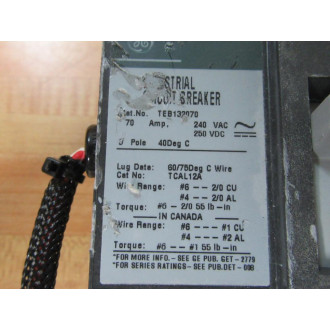 BREAKER
Cat.No. TEB132070
70 Amp. 240 VAC
250 VDC
Pole 40Deg C
Lug Data: 60/75Deg C Wire
Cat No: TCAL12A
Wire Range: #6 -- 2/0 CU
#4 -- 2/0 AL
Torque: #6 - 2/0 55 lb-in
IN CANADA
Wire Range: #6 -- #1 CU
#4 -- #2 AL
Torque: #6 - #1 55 lb-in
*FOR MORE INFO.- SEE GE PUB. GET- 2779
*FOR SERIES RATINGS- SEE PUB.DET- 008